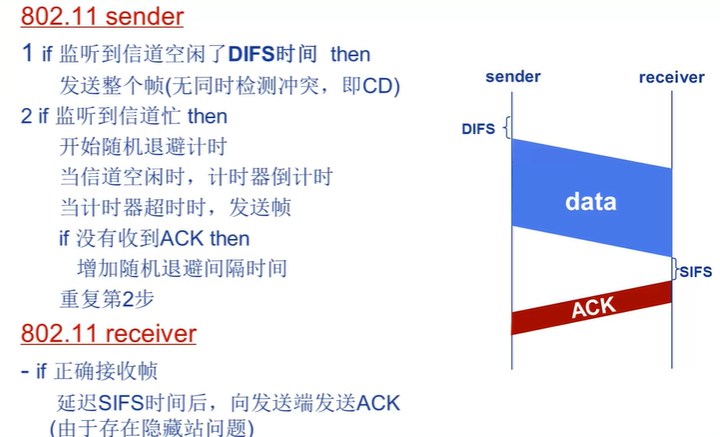 802.11 sender
1 if 监听到信道空闲了DIFS时间 then
发送整个帧(无同时检测冲突，即CD)
2 if 监听到信道忙 then
开始随机退避计时
当信道空闲时，计时器倒计时
当计时器超时时，发送帧
if 没有收到ACK then
增加随机退避间隔时间
重复第2步
802.11 receiver
- if 正确接收帧
延迟SIFS时间后，向发送端发送ACK
(由于存在隐藏站问题)
sender
receiver
DIFS
data
SIFS
ACK